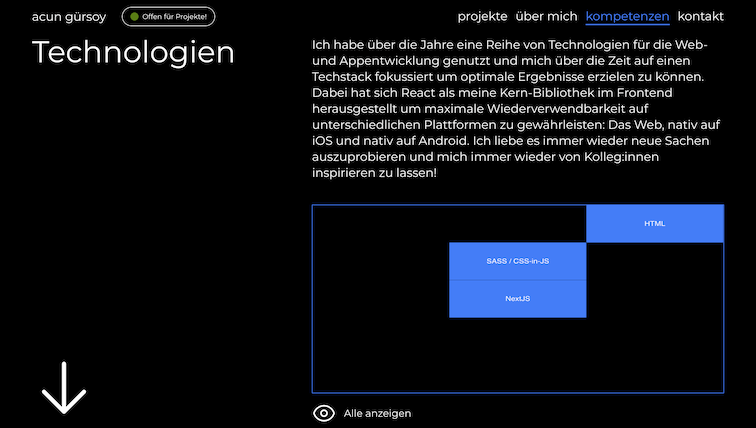 acun gürsoy
Offen für Projekte!
projekte über mich kompetenzen kontakt
Technologien
Ich habe über die Jahre eine Reihe von Technologien für die Web-
und Appentwicklung genutzt und mich über die Zeit auf einen
Techstack fokussiert um optimale Ergebnisse erzielen zu können.
Dabei hat sich React als meine Kern-Bibliothek im Frontend
herausgestellt um maximale Wiederverwendbarkeit auf
unterschiedlichen Plattformen zu gewährleisten: Das Web, nativ auf
iOS und nativ auf Android. Ich liebe es immer wieder neue Sachen
auszuprobieren und mich immer wieder von Kolleg:innen
inspirieren zu lassen!
HTML
SASS / CSS-in-JS
NextJS
Alle anzeigen